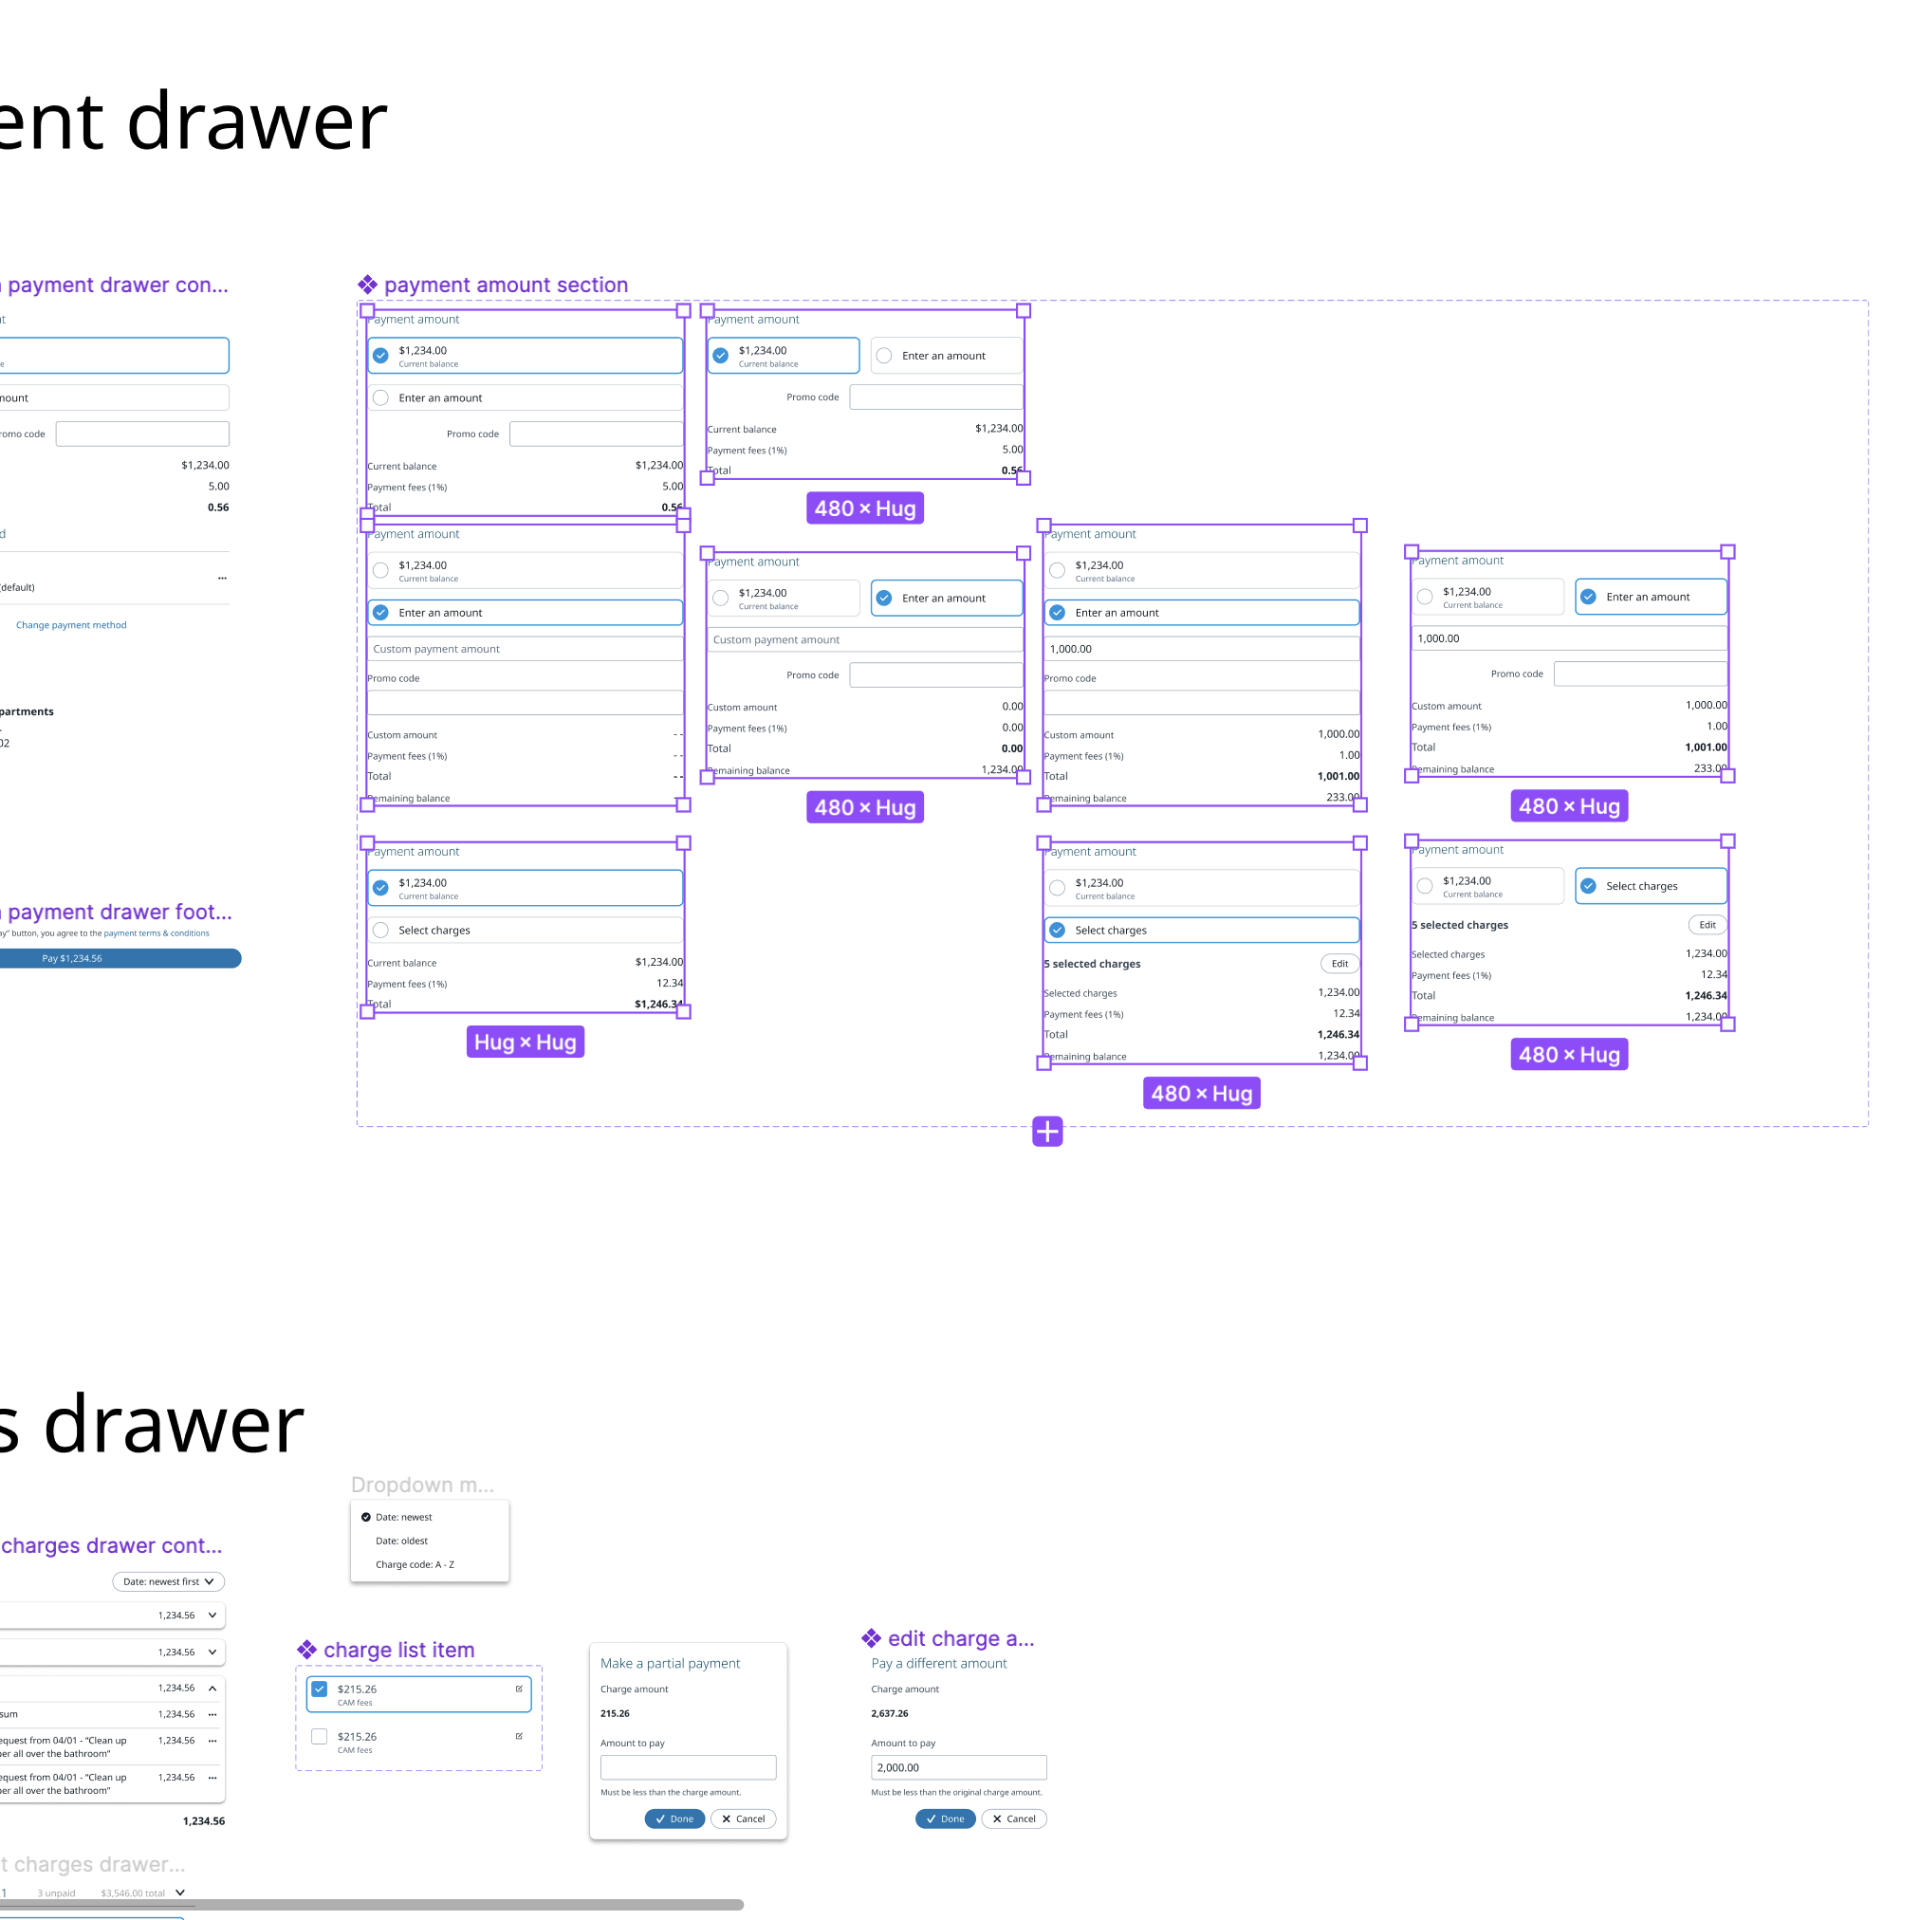 ent drawer
payment drawer con...
$1,234.00
5.00
0.56
(default)
...
Change payment method
02
payment drawer foot...
button, you agree to the payment terms & conditions
Pay $1,234.56
payment amount section
Payment amount
$1,234.00
Current balance
Enter an amount
Promo code
Current balance $1,234.00
Payment fees (1%) 5.00
Total 0.56
Payment amount
$1,234.00
Current balance
Enter an amount
Promo code
Current balance $1,234.00
Payment fees (1%) 5.00
Total 0.56
480 × Hug
Payment amount
$1,234.00
Current balance
Enter an amount
Custom payment amount
Promo code
Custom amount - -
Payment fees (1%) - -
Total - -
Remaining balance
Payment amount
$1,234.00
Current balance
Enter an amount
Custom payment amount
Promo code
Custom amount 0.00
Payment fees (1%) 0.00
Total 0.00
Remaining balance 1,234.00
480 × Hug
Payment amount
$1,234.00
Current balance
Enter an amount
1,000.00
Promo code
Custom amount 1,000.00
Payment fees (1%) 1.00
Total 1,001.00
Remaining balance 233.00
Payment amount
$1,234.00
Current balance
Enter an amount
1,000.00
Promo code
Custom amount 1,000.00
Payment fees (1%) 1.00
Total 1,001.00
Remaining balance 233.00
480 × Hug
Payment amount
$1,234.00
Current balance
Select charges
Current balance $1,234.00
Payment fees (1%) 12.34
Total $1,246.34
Hug × Hug
Payment amount
$1,234.00
Current balance
Select charges
5 selected charges Edit
Selected charges 1,234.00
Payment fees (1%) 12.34
Total 1,246.34
Remaining balance 1,234.00
480 × Hug
Payment amount
$1,234.00
Current balance
Select charges
5 selected charges Edit
Selected charges 1,234.00
Payment fees (1%) 12.34
Total 1,246.34
Remaining balance 1,234.00
480 × Hug
s drawer
Dropdown m...
Date: newest
Date: oldest
Charge code: A - Z
charges drawer cont...
Date: newest first
1,234.56
1,234.56
1,234.56
sum 1,234.56 ...
equest from 04/01 - "Clean up 1,234.56 ...
er all over the bathroom"
equest from 04/01 - "Clean up 1,234.56 ...
er all over the bathroom"
1,234.56
t charges drawer...
1 3 unpaid $3,546.00 total
charge list item
$215.26
CAM fees
$215.26
CAM fees
Make a partial payment
Charge amount
215.26
Amount to pay
Must be less than the charge amount.
Done Cancel
edit charge a...
Pay a different amount
Charge amount
2,637.26
Amount to pay
2,000.00
Must be less than the original charge amount.
Done Cancel